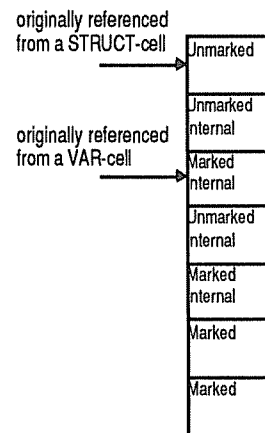 originally referenced
from a STRUCT-cell
Unmarked
Unmarked
Internal
originally referenced
from a VAR-cell
Marked
Internal
Unmarked
Internal
Marked
Internal
Marked
Marked